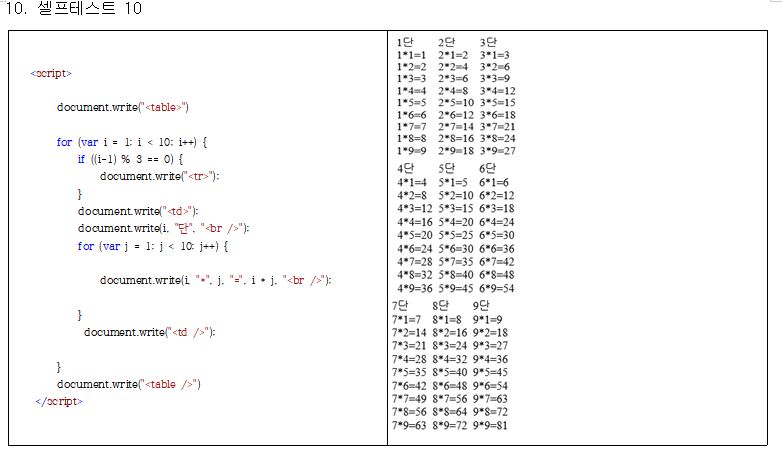 10. 셀프테스트 10
<script>
document.write("<table>")
for (var i = 1; i < 10; i++) {
if ((i-1) % 3 == 0) {
document.write("<tr>");
}
document.write("<td>");
document.write(i, "단", "<br />");
for (var j = 1; j < 10; j++) {
document.write(i, "*", j, "=", i * j, "<br />");
}
document.write("<td />");
}
document.write("<table />")
</script>
1단 2단 3단
1*1=1 2*1=2 3*1=3
1*2=2 2*2=4 3*2=6
1*3=3 2*3=6 3*3=9
1*4=4 2*4=8 3*4=12
1*5=5 2*5=10 3*5=15
1*6=6 2*6=12 3*6=18
1*7=7 2*7=14 3*7=21
1*8=8 2*8=16 3*8=24
1*9=9 2*9=18 3*9=27
4단 5단 6단
4*1=4 5*1=5 6*1=6
4*2=8 5*2=10 6*2=12
4*3=12 5*3=15 6*3=18
4*4=16 5*4=20 6*4=24
4*5=20 5*5=25 6*5=30
4*6=24 5*6=30 6*6=36
4*7=28 5*7=35 6*7=42
4*8=32 5*8=40 6*8=48
4*9=36 5*9=45 6*9=54
7단 8단 9단
7*1=7 8*1=8 9*1=9
7*2=14 8*2=16 9*2=18
7*3=21 8*3=24 9*3=27
7*4=28 8*4=32 9*4=36
7*5=35 8*5=40 9*5=45
7*6=42 8*6=48 9*6=54
7*7=49 8*7=56 9*7=63
7*8=56 8*8=64 9*8=72
7*9=63 8*9=72 9*9=81